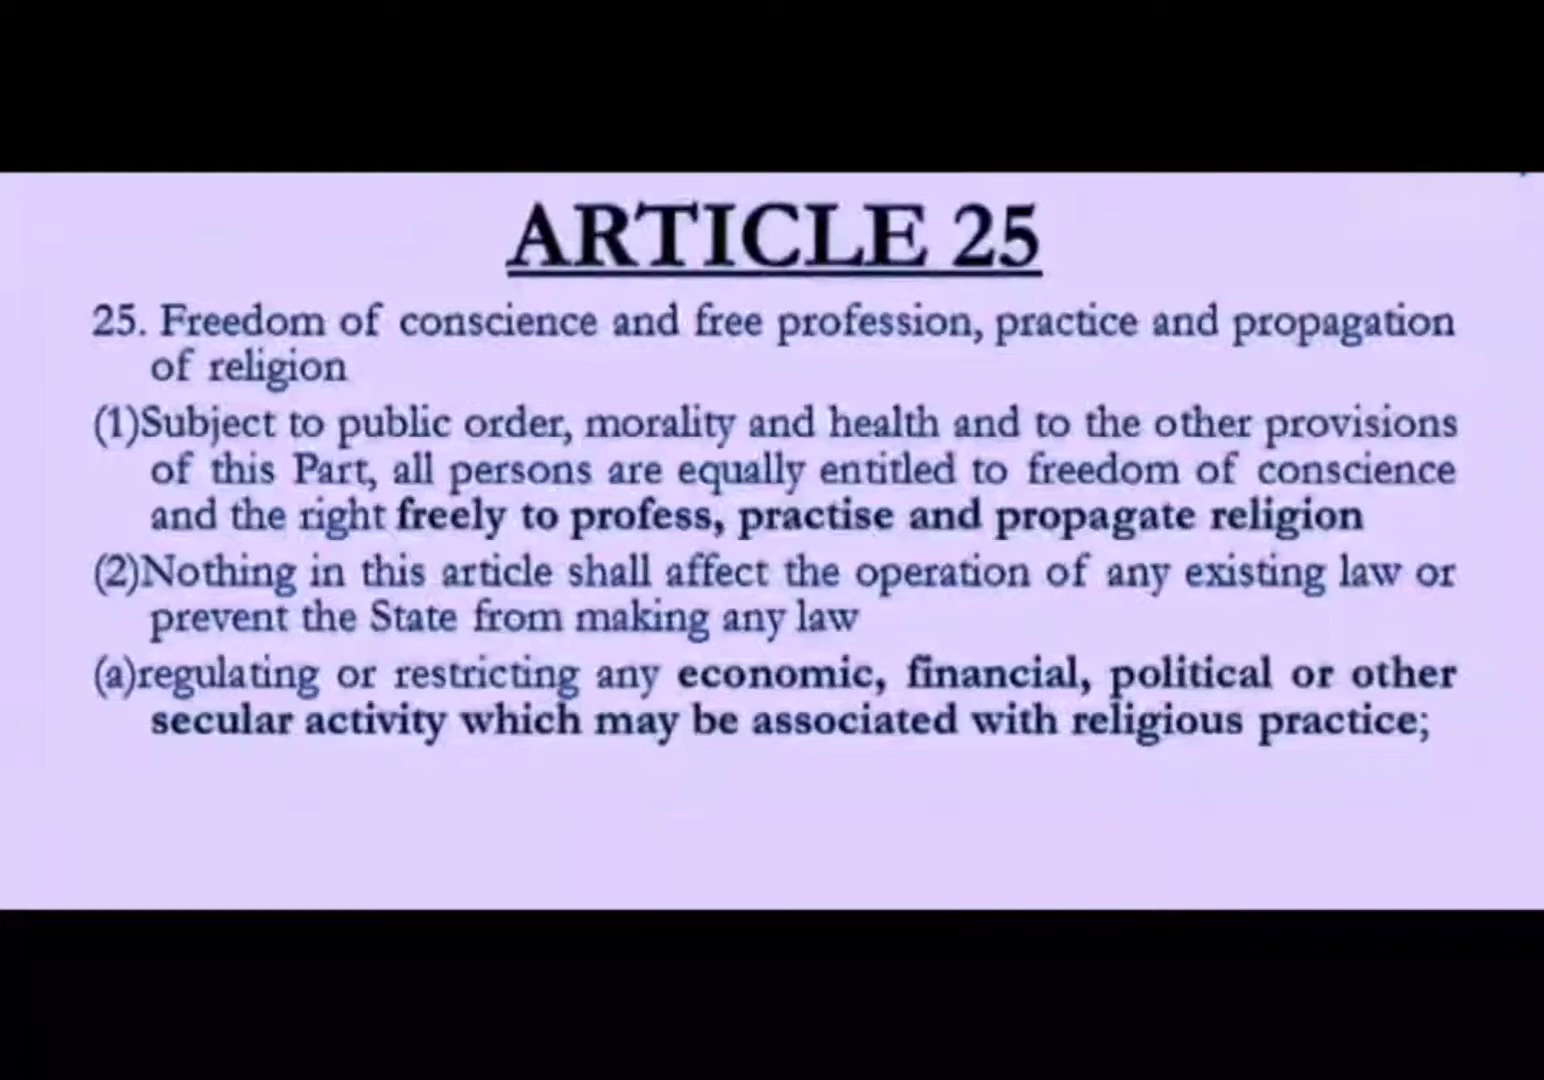 ARTICLE 25
25. Freedom of conscience and free profession, practice and propagation
of religion
(1)Subject to public order, morality and health and to the other provisions
of this Part, all persons are equally entitled to freedom of conscience
and the right freely to profess, practise and propagate religion
(2)Nothing in this article shall affect the operation of any existing law or
prevent the State from making any law
(a)regulating or restricting any economic, financial, political or other
secular activity which may be associated with religious practice;